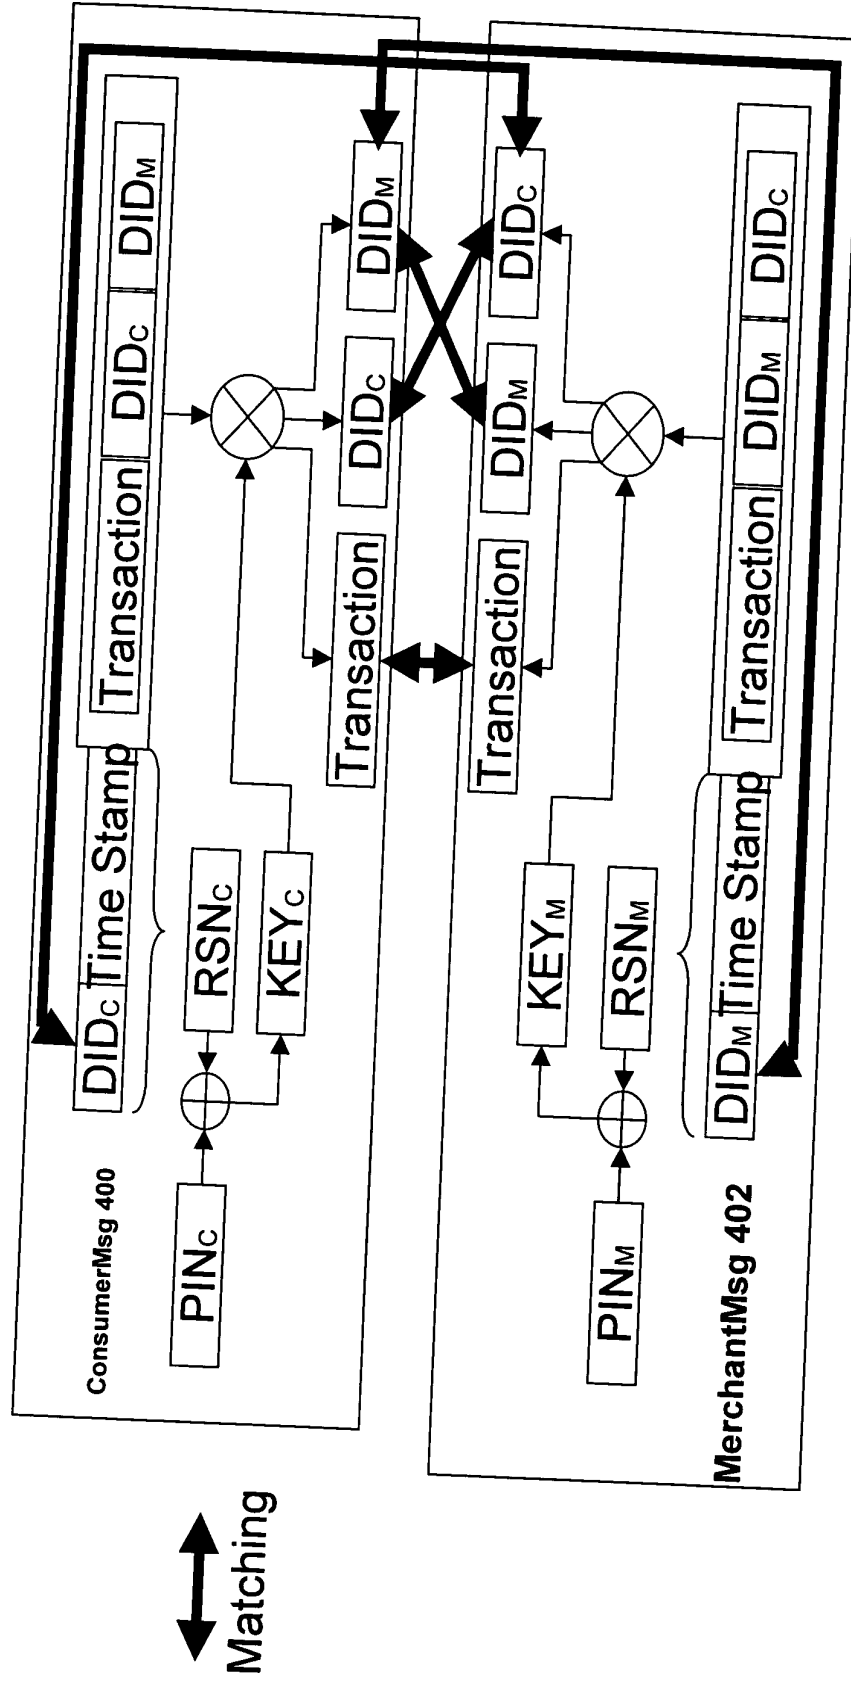 ConsumerMsg 400
DIDC Time Stamp Transaction DIDC DIDM
PINC
RSNC
KEYC
Transaction DIDC DIDM
Transaction DIDM DIDC
KEYM
RSNM
PINM
DIDM Time Stamp Transaction DIDM DIDC
MerchantMsg 402
Matching